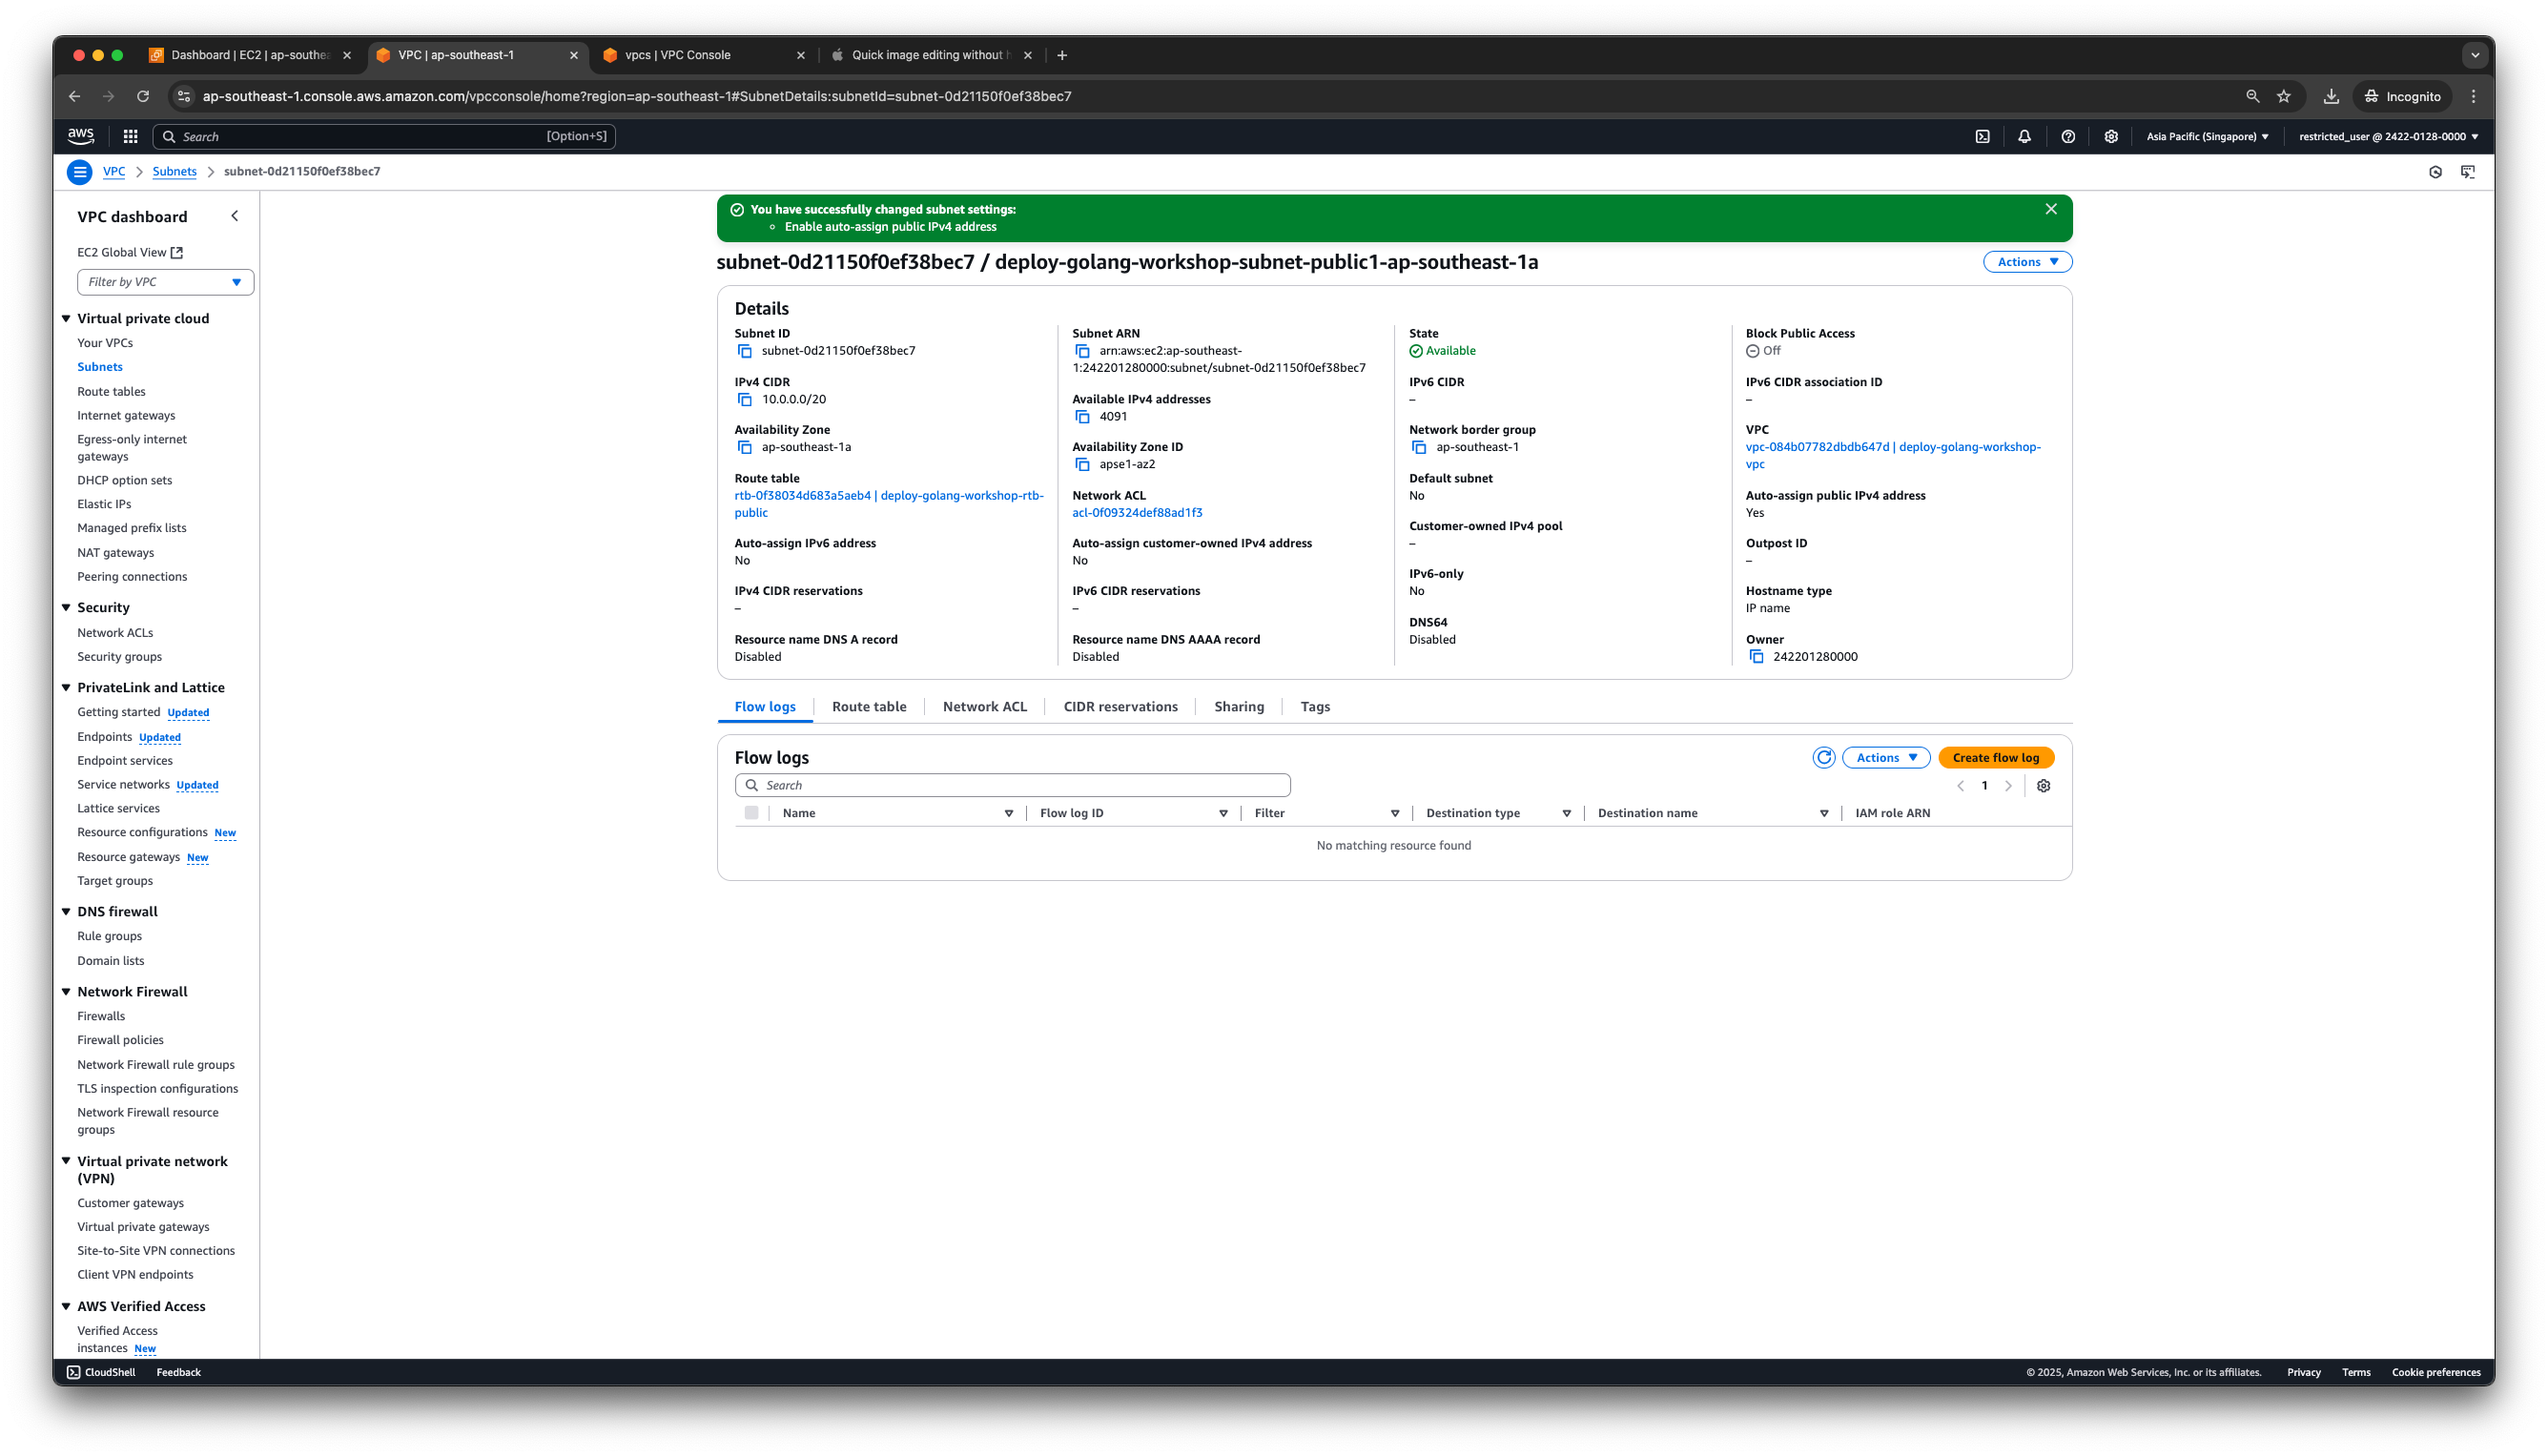 Dashboard | EC2 | ap-southea
VPC | ap-southeast-1
vpcs | VPC Console
Quick image editing without h
ap-southeast-1.console.aws.amazon.com/vpcconsole/home?region=ap-southeast-1#SubnetDetails:subnetId=subnet-0d21150f0ef38bec7
Incognito
aws
Search
[Option+S]
Asia Pacific (Singapore)
restricted_user @ 2422-0128-0000
VPC
Subnets
subnet-0d21150f0ef38bec7
VPC dashboard
EC2 Global View
Filter by VPC
Virtual private cloud
Your VPCs
Subnets
Route tables
Internet gateways
Egress-only internet
gateways
DHCP option sets
Elastic IPs
Managed prefix lists
NAT gateways
Peering connections
Security
Network ACLs
Security groups
PrivateLink and Lattice
Getting started Updated
Endpoints Updated
Endpoint services
Service networks Updated
Lattice services
Resource configurations New
Resource gateways New
Target groups
DNS firewall
Rule groups
Domain lists
Network Firewall
Firewalls
Firewall policies
Network Firewall rule groups
TLS inspection configurations
Network Firewall resource
groups
Virtual private network
(VPN)
Customer gateways
Virtual private gateways
Site-to-Site VPN connections
Client VPN endpoints
AWS Verified Access
Verified Access
instances New
You have successfully changed subnet settings:
Enable auto-assign public IPv4 address
subnet-0d21150f0ef38bec7 / deploy-golang-workshop-subnet-public1-ap-southeast-1a
Actions
Details
Subnet ID
subnet-0d21150f0ef38bec7
IPv4 CIDR
10.0.0.0/20
Availability Zone
ap-southeast-1a
Route table
rtb-0f38034d683a5aeb4 | deploy-golang-workshop-rtb-
public
Auto-assign IPv6 address
No
IPv4 CIDR reservations
–
Resource name DNS A record
Disabled
Subnet ARN
arn:aws:ec2:ap-southeast-
1:242201280000:subnet/subnet-0d21150f0ef38bec7
Available IPv4 addresses
4091
Availability Zone ID
apse1-az2
Network ACL
acl-0f09324def88ad1f3
Auto-assign customer-owned IPv4 address
No
IPv6 CIDR reservations
–
Resource name DNS AAAA record
Disabled
State
Available
IPv6 CIDR
–
Network border group
ap-southeast-1
Default subnet
No
Customer-owned IPv4 pool
–
IPv6-only
No
DNS64
Disabled
Block Public Access
Off
IPv6 CIDR association ID
–
VPC
vpc-084b07782dbdb647d | deploy-golang-workshop-
vpc
Auto-assign public IPv4 address
Yes
Outpost ID
–
Hostname type
IP name
Owner
242201280000
Flow logs
Route table
Network ACL
CIDR reservations
Sharing
Tags
Flow logs
Actions
Create flow log
Search
1
Name
Flow log ID
Filter
Destination type
Destination name
IAM role ARN
No matching resource found
CloudShell
Feedback
© 2025, Amazon Web Services, Inc. or its affiliates.
Privacy
Terms
Cookie preferences